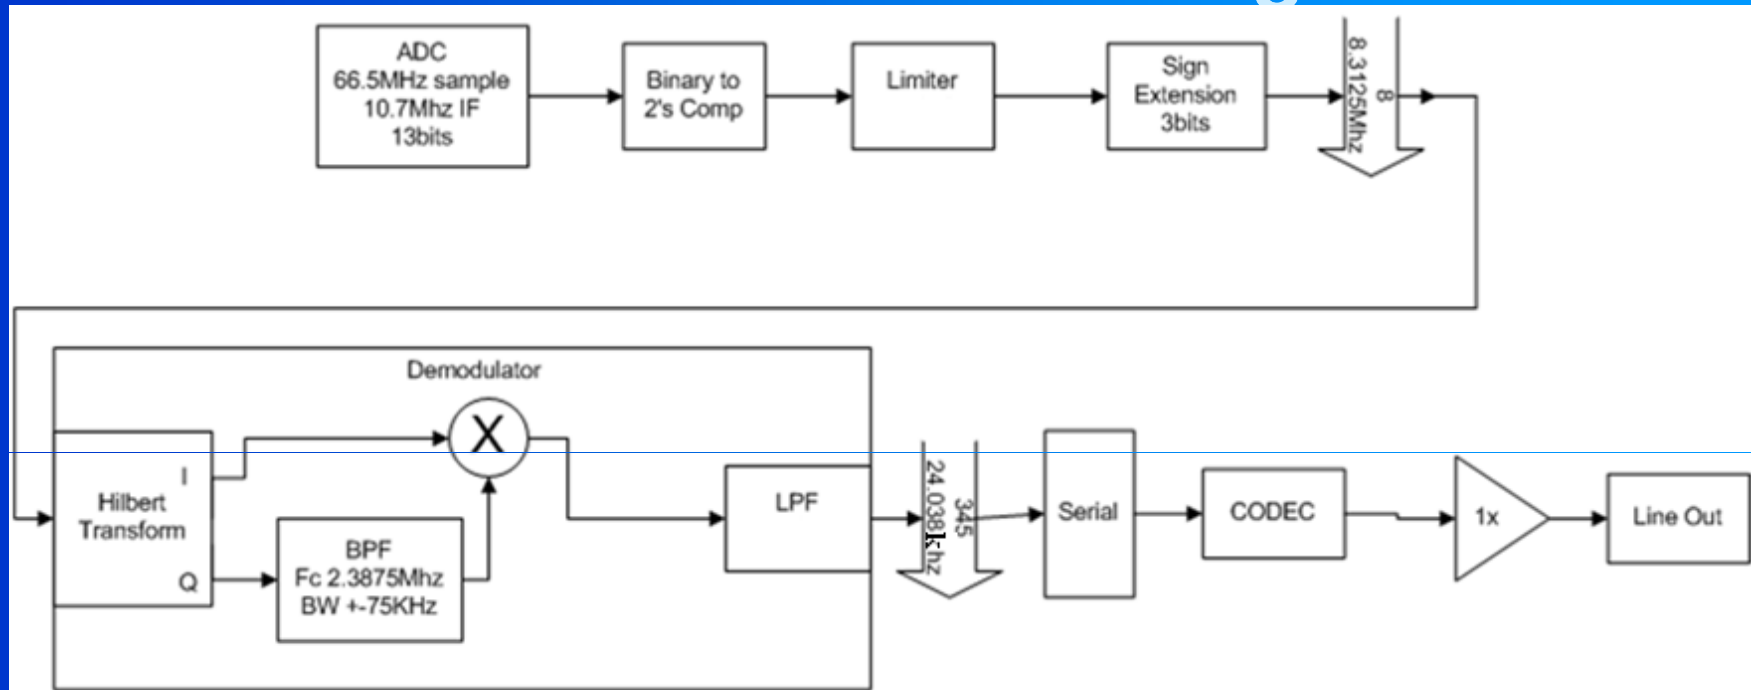 ADC
66.5MHz sample
10.7Mhz IF
13bits
Binary to
2's Comp
Limiter
Sign
Extension
3bits
8
8.3125Mhz
Demodulator
X
I
Hilbert
Transform
Q
BPF
Fc 2.3875Mhz
BW +-75KHz
LPF
345
24.038khz
Serial
CODEC
1x
Line Out